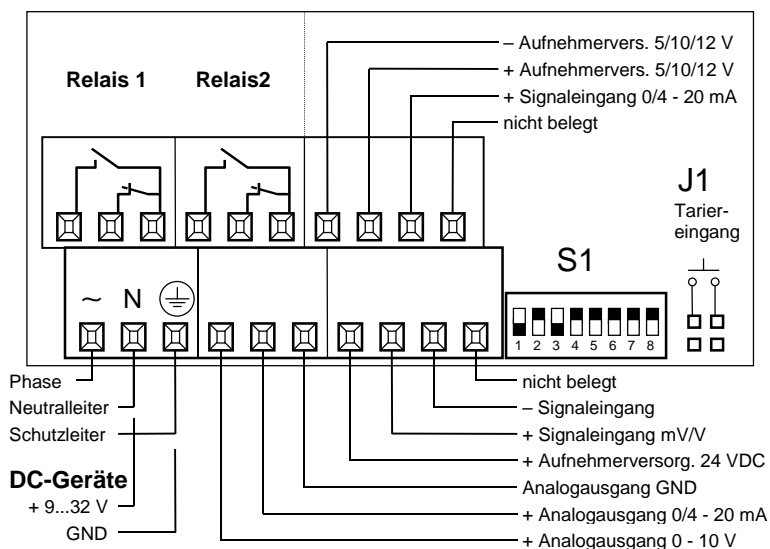 – Aufnehmervers. 5/10/12 V
Relais 1
Relais2
+ Aufnehmervers. 5/10/12 V
+ Signaleingang 0/4 - 20 mA
nicht belegt
J1
Tarier-
eingang
S1
~ N
1 2 3 4 5 6 7 8
Phase
Neutralleiter
Schutzleiter
DC-Geräte
+ 9...32 V
GND
nicht belegt
– Signaleingang
+ Signaleingang mV/V
+ Aufnehmerversorg. 24 VDC
Analogausgang GND
+ Analogausgang 0/4 - 20 mA
+ Analogausgang 0 - 10 V